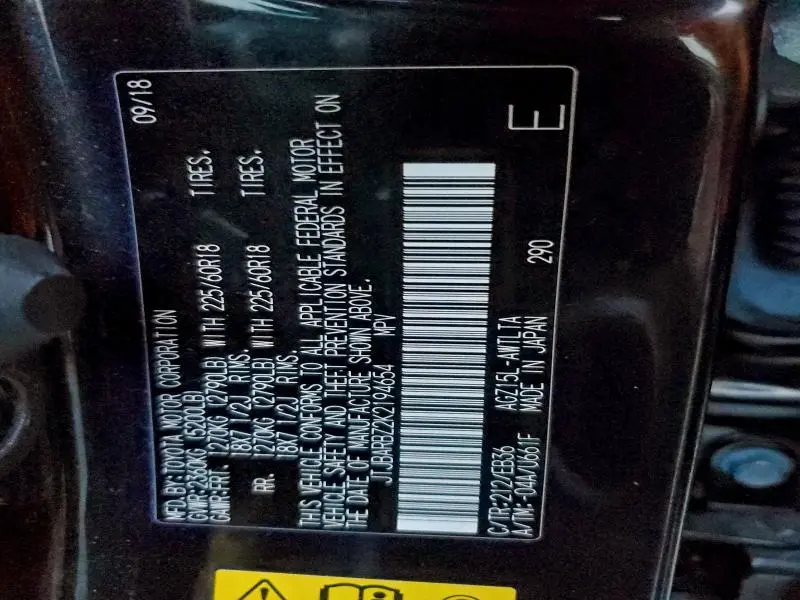 09/18
MFD.BY:TOYOTA MOTOR CORPORATION
GVWR:2360KG (5200LB)
GAWR:FRT. 1270KG (2790LB) WITH 225/60R18 TIRES.
18X7 1/2J RIMS.
RR. 1270KG (2790LB) WITH 225/60R18 TIRES.
18X7 1/2J RIMS.
THIS VEHICLE CONFORMS TO ALL APPLICABLE FEDERAL MOTOR
VEHICLE SAFETY AND THEFT PREVENTION STANDARDS IN EFFECT ON
THE DATE OF MANUFACTURE SHOWN ABOVE.
JTJBARBZ2K2194654 MPV
C/TR:212/EB36 AGZ15L-AWTLTA
A/TM:-04A/U661F MADE IN JAPAN 290
E